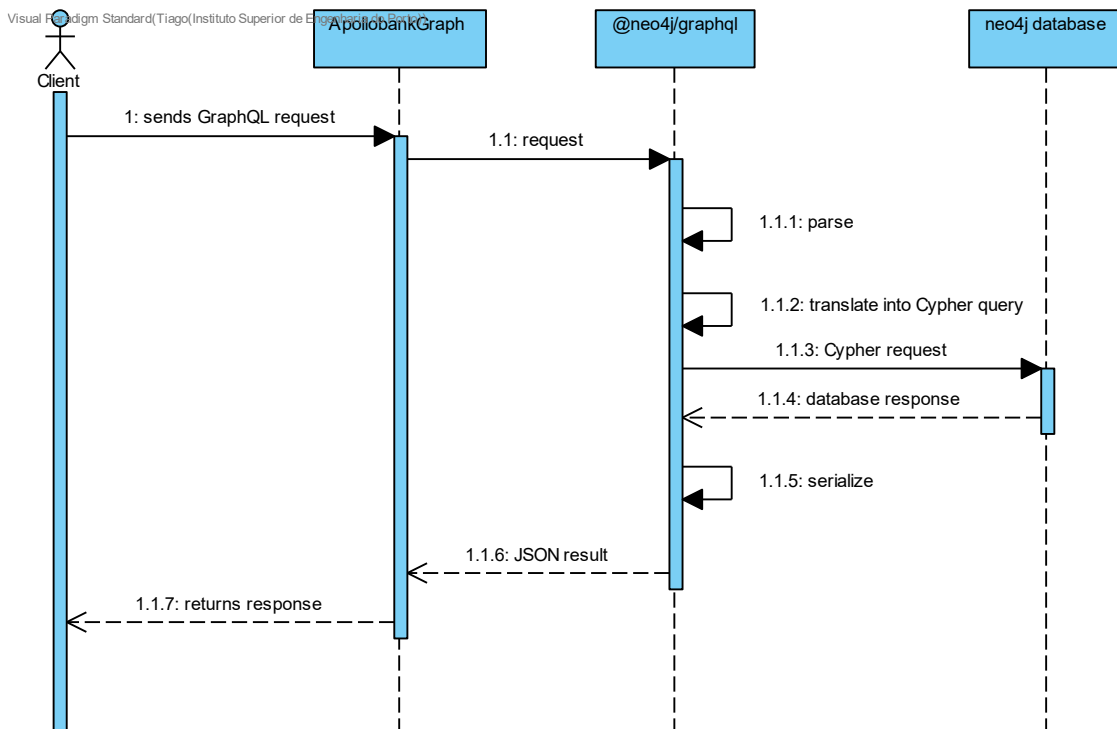 Visual Paradigm Standard(Tiago(Instituto Superior de Engenharia do Porto))
ApollobankGraph
@neo4j/graphql
neo4j database
Client
1: sends GraphQL request
1.1: request
1.1.1: parse
1.1.2: translate into Cypher query
1.1.3: Cypher request
1.1.4: database response
1.1.5: serialize
1.1.6: JSON result
1.1.7: returns response